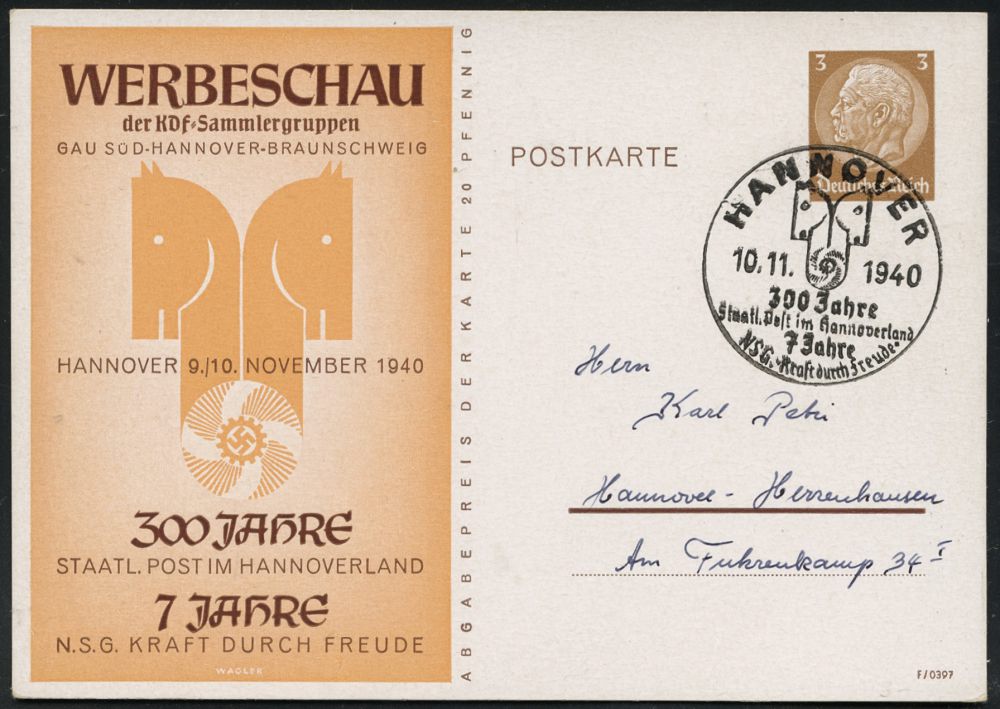 WERBESCHAU
der KdF-Sammlergruppen
GAU SÜD-HANNOVER-BRAUNSCHWEIG
HANNOVER 9./10. NOVEMBER 1940
300 JAHRE
STAATL. POST IM HANNOVERLAND
7 JAHRE
N.S.G. KRAFT DURCH FREUDE
WAGLER
ABGABEPREIS DER KARTE 20 PFENNIG
POSTKARTE
3 3
Deutsches Reich
HANNOVER
10.11. 1940
300 Jahre
Staatl. Post im Hannoverland
7 Jahre
NSG. "Kraft durch Freude"
Herrn
Karl Petri
Hannover - Herrenhausen
Am Fuhrenkamp 34 I
F/0397